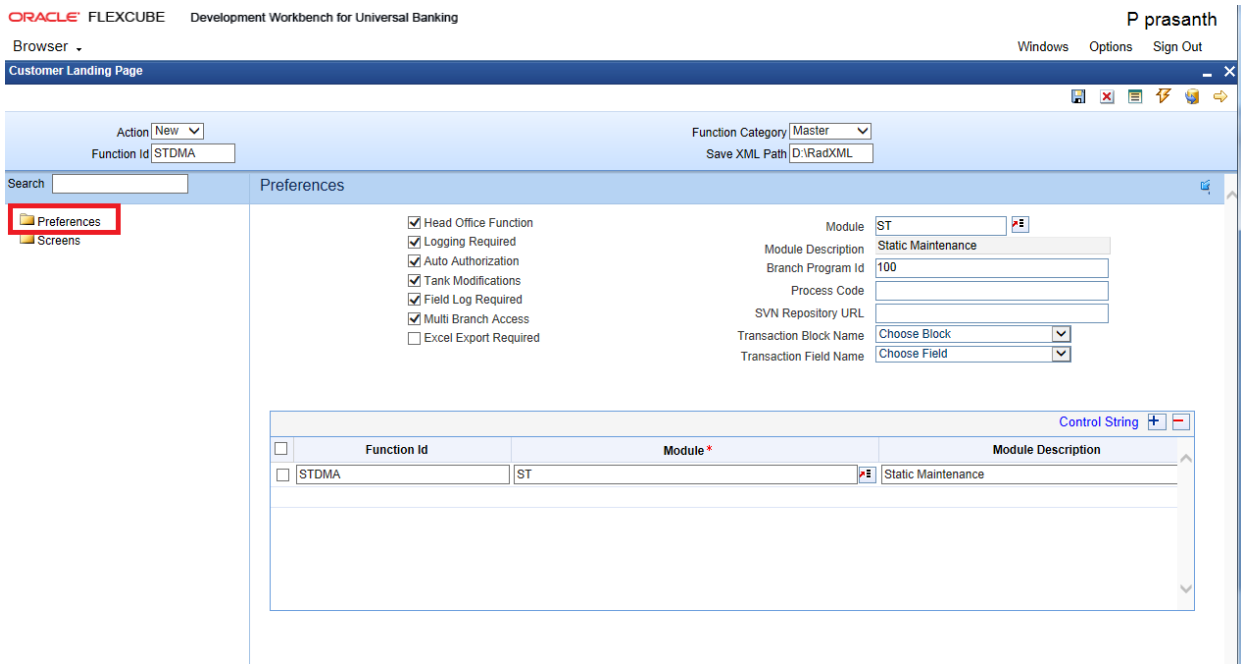 ORACLE FLEXCUBE Development Workbench for Universal Banking P prasanth
Browser Windows Options Sign Out
Customer Landing Page
Action New Function Category Master
Function Id STDMA Save XML Path D:\RadXML
Search Preferences
Preferences
Screens
Head Office Function
Logging Required
Auto Authorization
Tank Modifications
Field Log Required
Multi Branch Access
Excel Export Required
Module ST
Module Description Static Maintenance
Branch Program Id 100
Process Code
SVN Repository URL
Transaction Block Name Choose Block
Transaction Field Name Choose Field
Control String
Function Id Module * Module Description
STDMA ST Static Maintenance